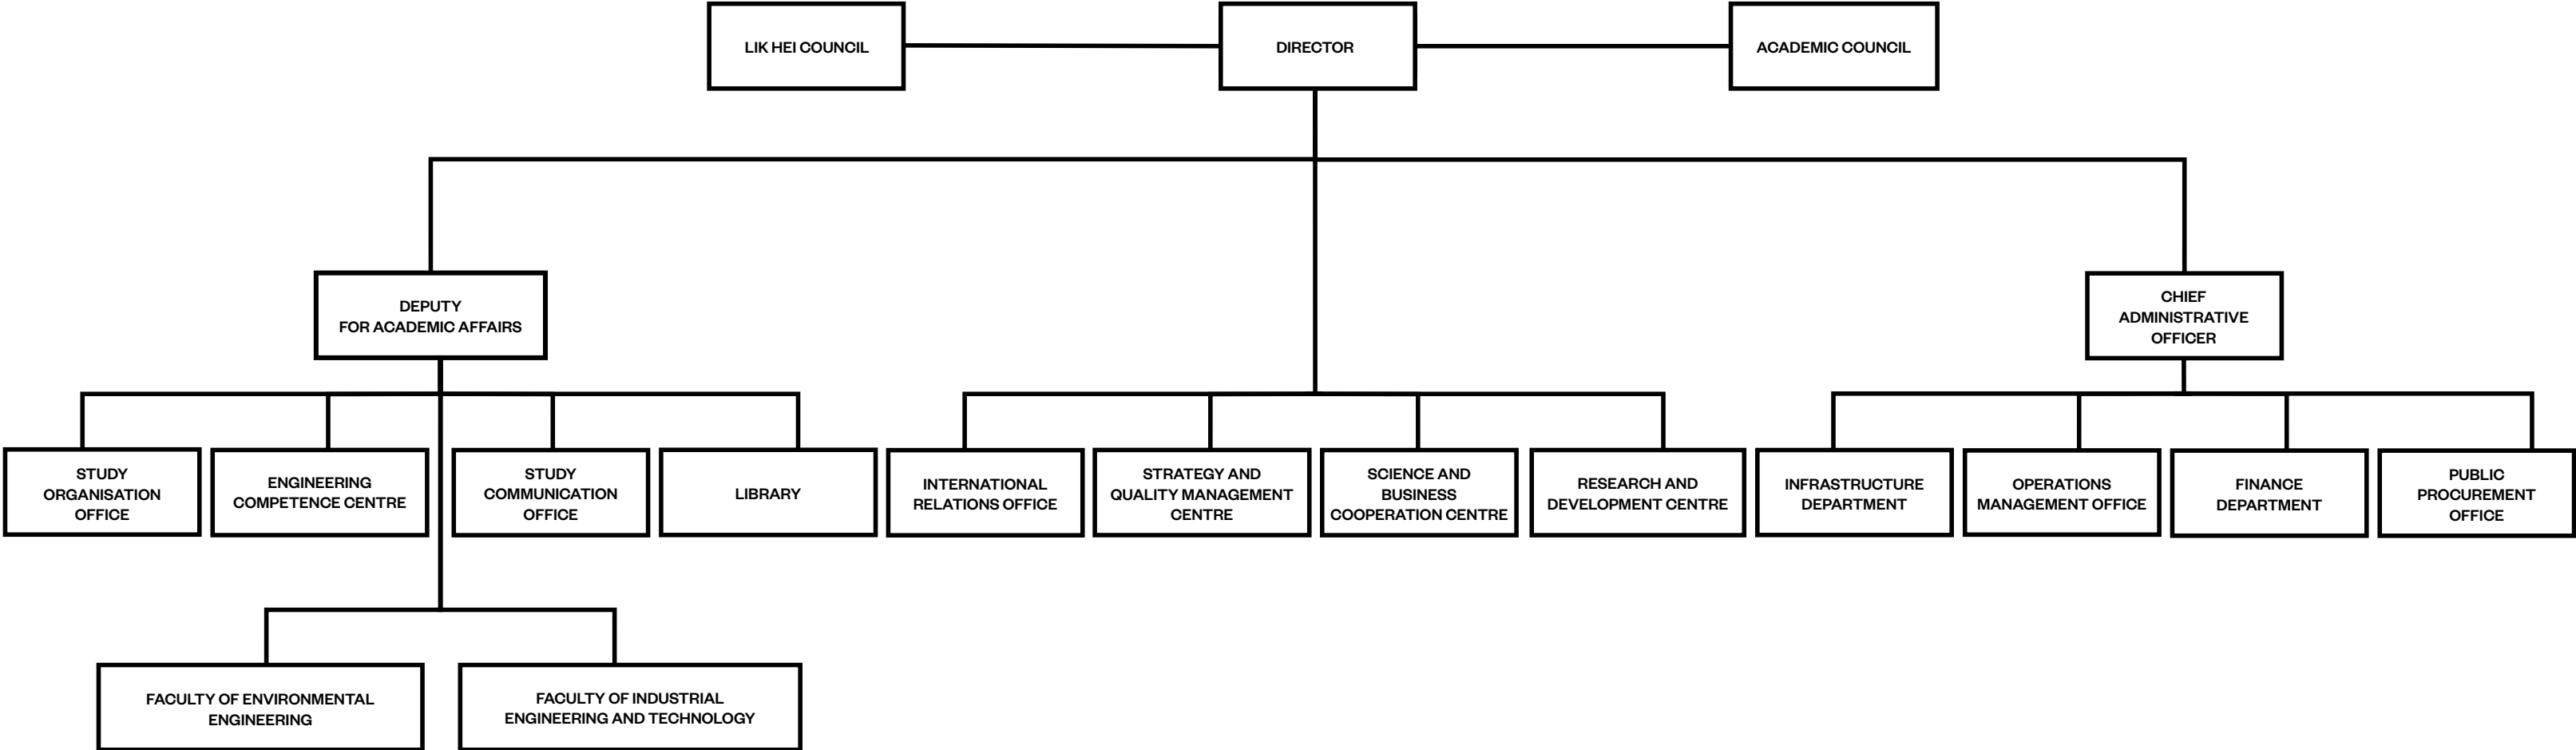 LIK HEI COUNCIL
DIRECTOR
ACADEMIC COUNCIL
DEPUTY
FOR ACADEMIC AFFAIRS
CHIEF
ADMINISTRATIVE
OFFICER
STUDY
ORGANISATION
OFFICE
ENGINEERING
COMPETENCE CENTRE
STUDY
COMMUNICATION
OFFICE
LIBRARY
INTERNATIONAL
RELATIONS OFFICE
STRATEGY AND
QUALITY MANAGEMENT
CENTRE
SCIENCE AND
BUSINESS
COOPERATION CENTRE
RESEARCH AND
DEVELOPMENT CENTRE
INFRASTRUCTURE
DEPARTMENT
OPERATIONS
MANAGEMENT OFFICE
FINANCE
DEPARTMENT
PUBLIC
PROCUREMENT
OFFICE
FACULTY OF ENVIRONMENTAL
ENGINEERING
FACULTY OF INDUSTRIAL
ENGINEERING AND TECHNOLOGY